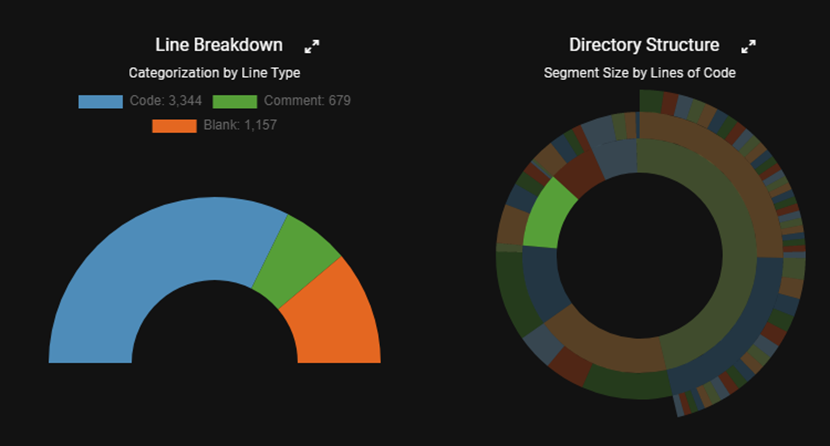 Line Breakdown
Categorization by Line Type
Code: 3,344
Comment: 679
Blank: 1,157
Directory Structure
Segment Size by Lines of Code